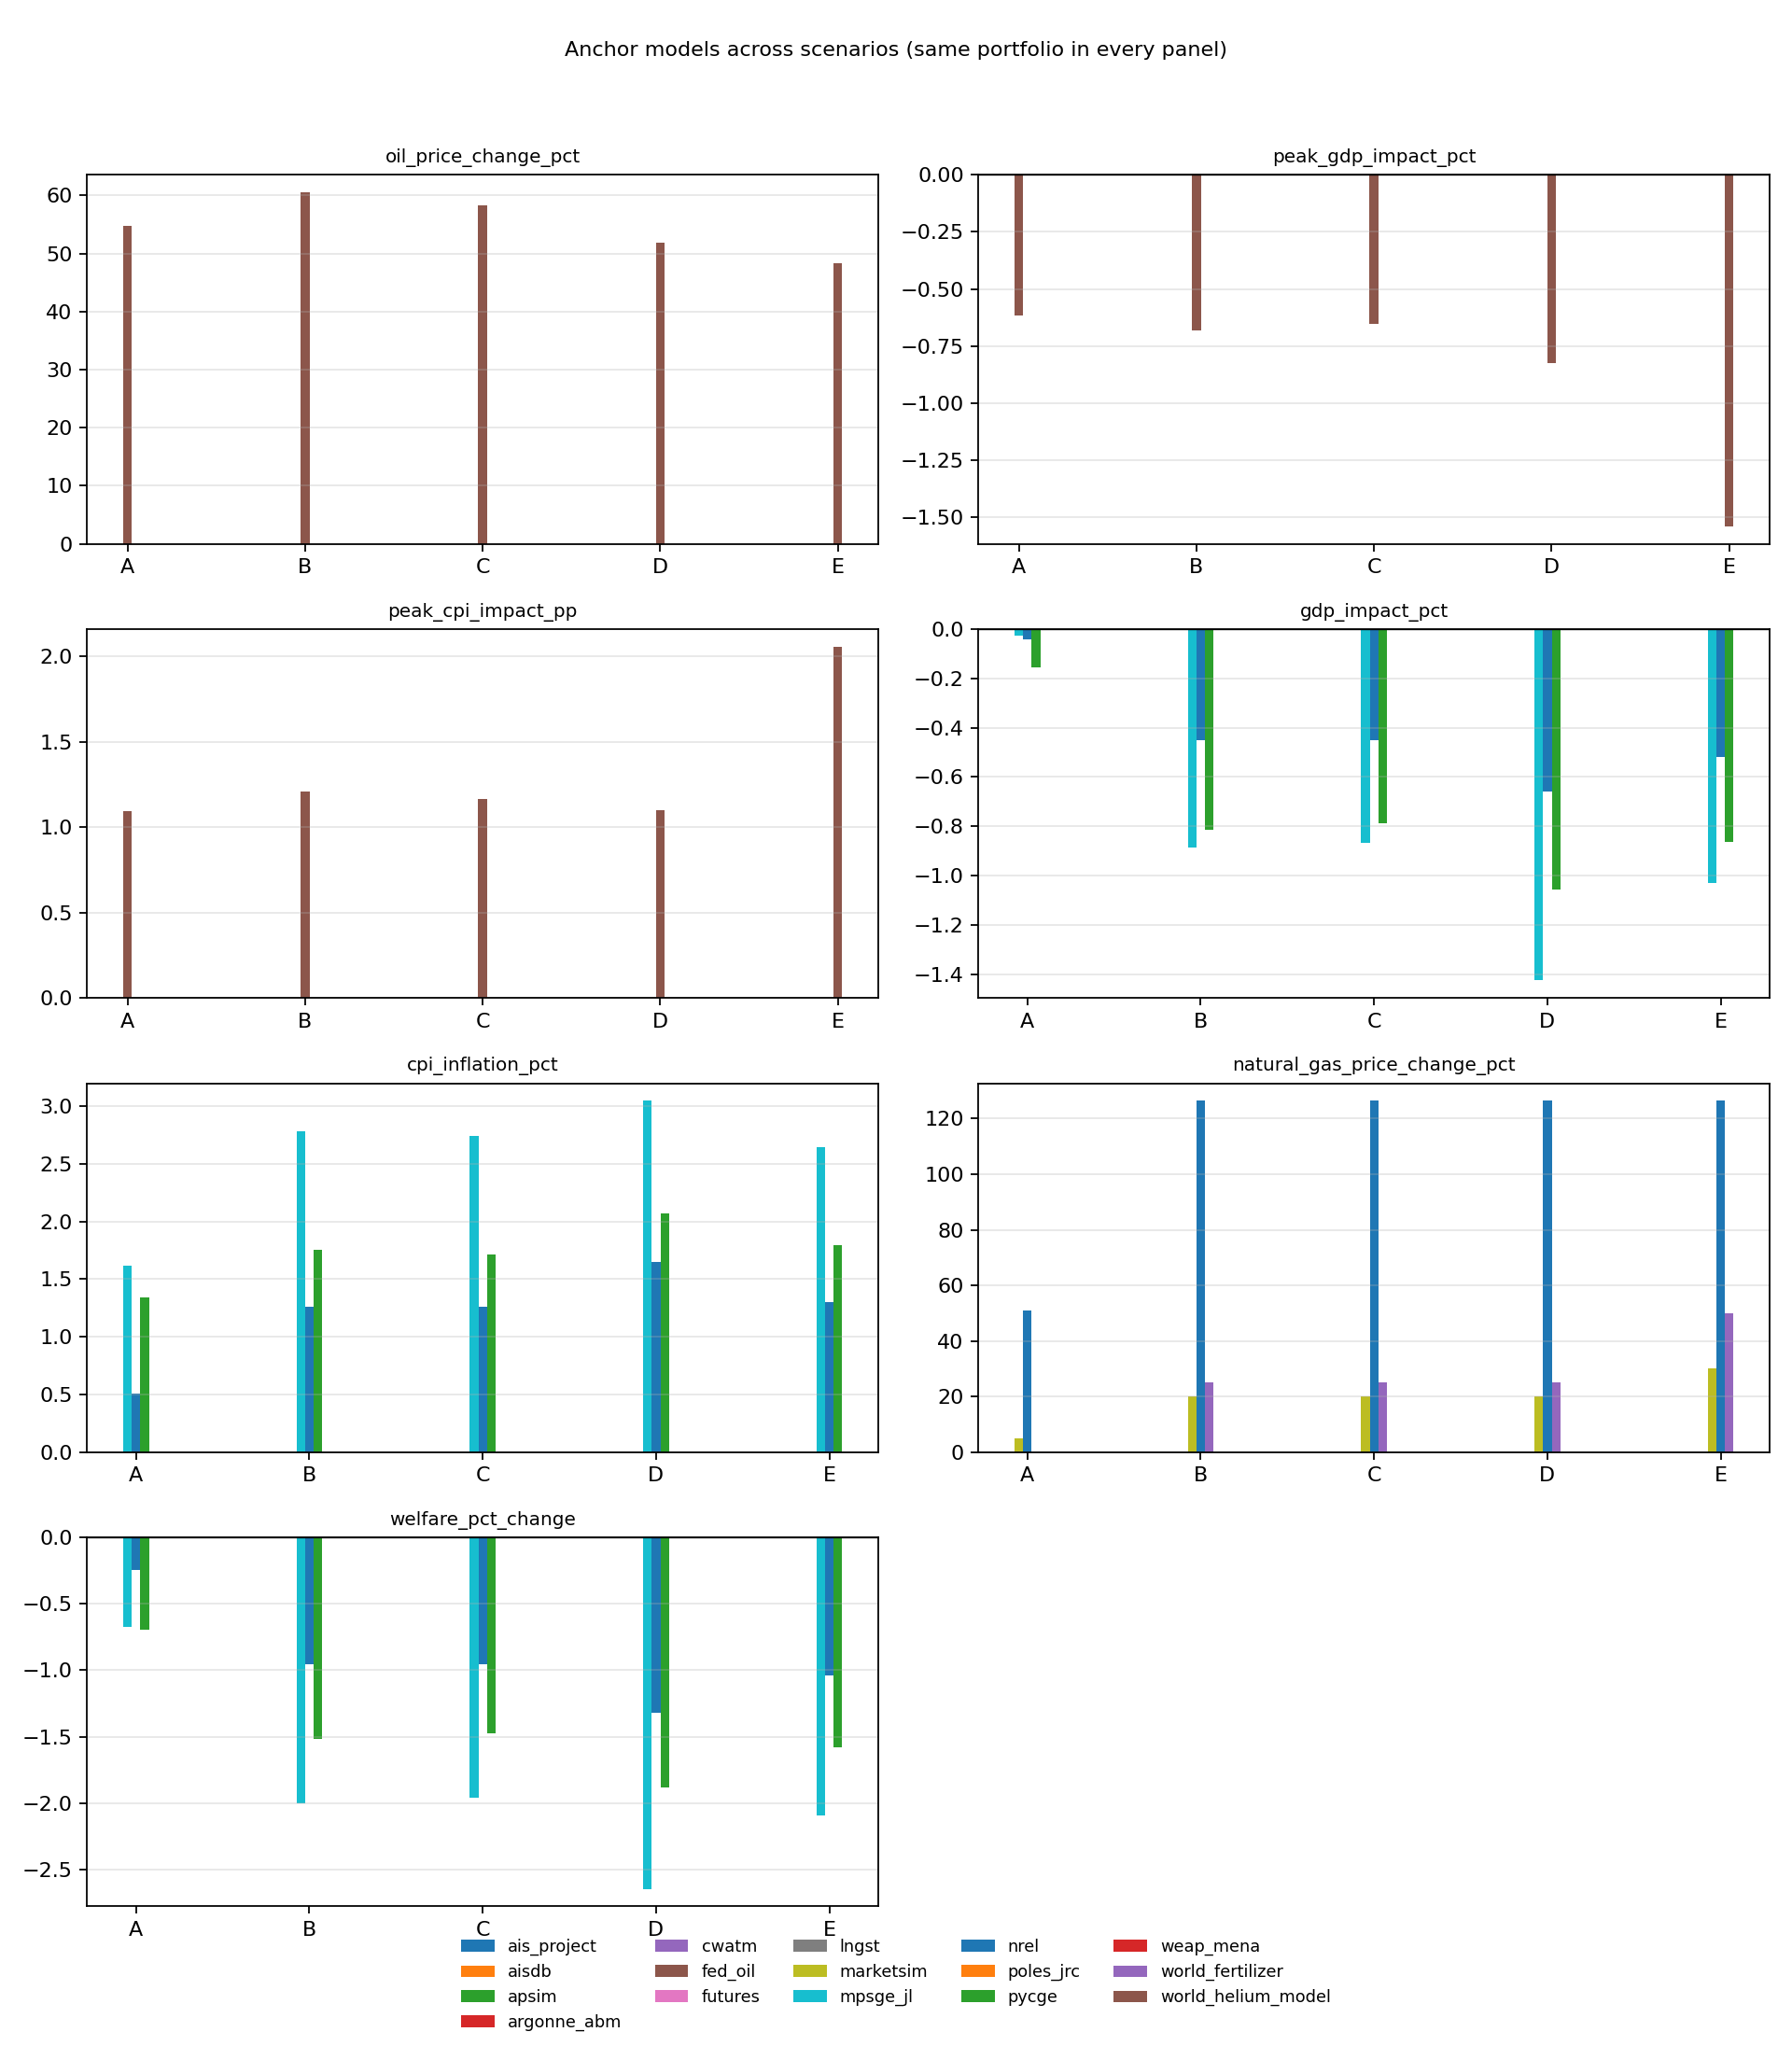 Anchor models across scenarios (same portfolio in every panel)
oil_price_change_pct
60
50
40
30
20
10
0
A B C D E
peak_gdp_impact_pct
0.00
−0.25
−0.50
−0.75
−1.00
−1.25
−1.50
A B C D E
peak_cpi_impact_pp
2.0
1.5
1.0
0.5
0.0
A B C D E
gdp_impact_pct
0.0
−0.2
−0.4
−0.6
−0.8
−1.0
−1.2
−1.4
A B C D E
cpi_inflation_pct
3.0
2.5
2.0
1.5
1.0
0.5
0.0
A B C D E
natural_gas_price_change_pct
120
100
80
60
40
20
0
A B C D E
welfare_pct_change
0.0
−0.5
−1.0
−1.5
−2.0
−2.5
A B C D E
ais_project
aisdb
apsim
argonne_abm
cwatm
fed_oil
futures
lngst
marketsim
mpsge_jl
nrel
poles_jrc
pycge
weap_mena
world_fertilizer
world_helium_model